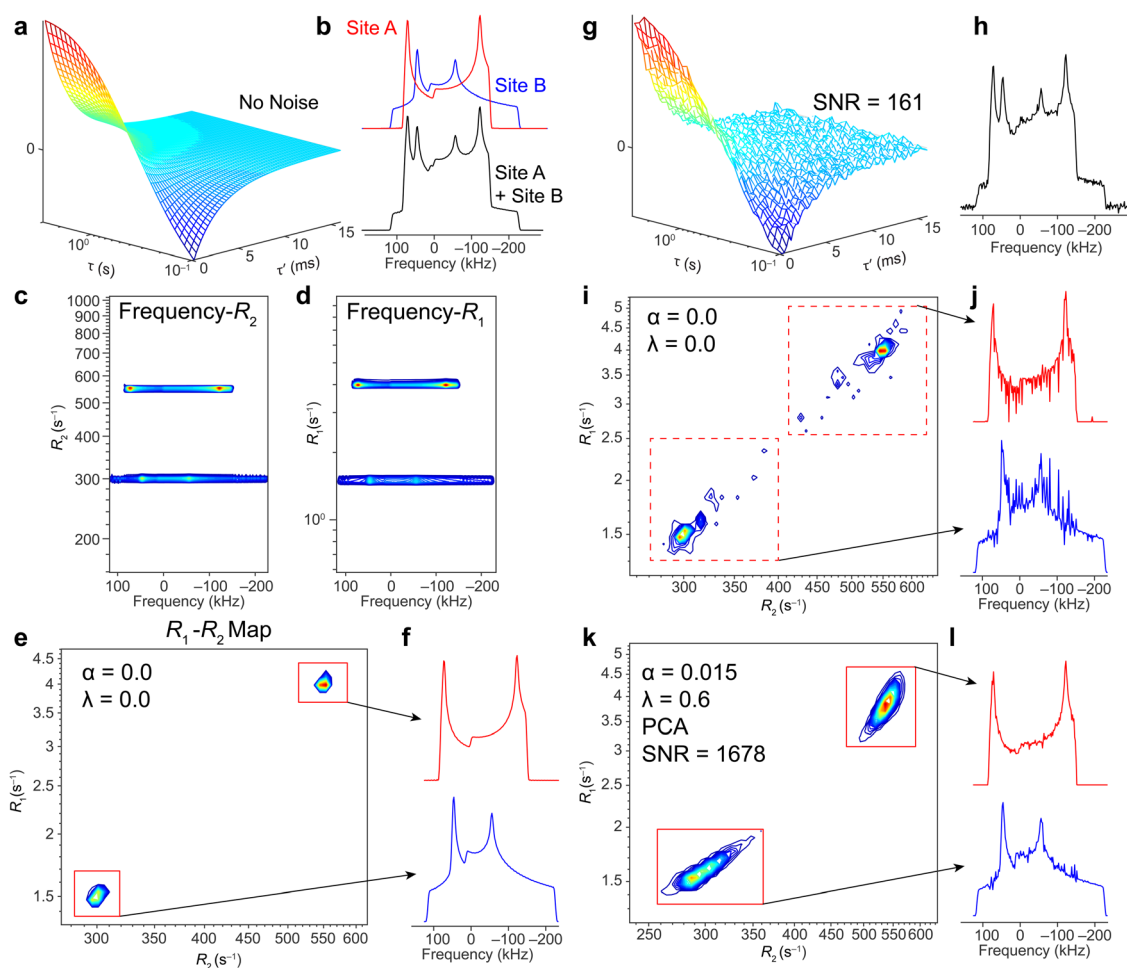 a
No Noise
0
10⁰
τ (s)
10⁻¹
0
5
10
15
τ′ (ms)
b
Site A
Site B
Site A
+ Site B
100 0 −100 −200
Frequency (kHz)
g
SNR = 161
0
10⁰
τ (s)
10⁻¹
0
5
10
15
τ′ (ms)
h
100 0 −100 −200
Frequency (kHz)
c
Frequency-R₂
1000
900
800
700
600
500
400
300
200
R₂(s⁻¹)
100 0 −100 −200
Frequency (kHz)
d
Frequency-R₁
R₁(s⁻¹)
10⁰
100 0 −100 −200
Frequency (kHz)
i
α = 0.0
λ = 0.0
5
4.5
4
3.5
3
2.5
2
1.5
R₁(s⁻¹)
300 350 400 450 500 550 600
R₂(s⁻¹)
j
100 0 −100 −200
Frequency (kHz)
e
R₁-R₂ Map
α = 0.0
λ = 0.0
4.5
4
3.5
3
2.5
2
1.5
R₁(s⁻¹)
300 350 400 450 500 550 600
R₂(s⁻¹)
f
100 0 −100 −200
Frequency (kHz)
k
α = 0.015
λ = 0.6
PCA
SNR = 1678
5
4.5
4
3.5
3
2.5
2
1.5
R₁(s⁻¹)
250 300 350 400 450 500 550 600
R₂(s⁻¹)
l
100 0 −100 −200
Frequency (kHz)